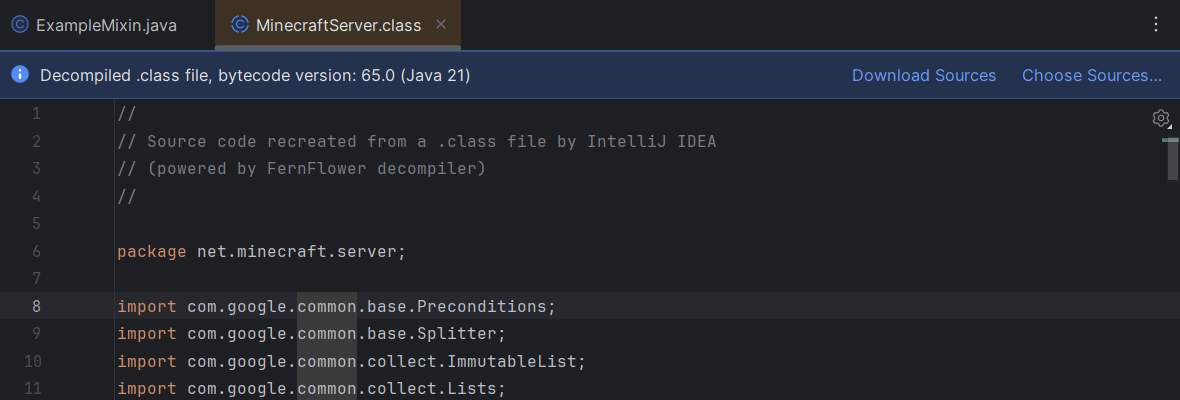 ExampleMixin.java MinecraftServer.class
Decompiled .class file, bytecode version: 65.0 (Java 21) Download Sources Choose Sources...
1 //
2 // Source code recreated from a .class file by IntelliJ IDEA
3 // (powered by FernFlower decompiler)
4 //
5
6 package net.minecraft.server;
7
8 import com.google.common.base.Preconditions;
9 import com.google.common.base.Splitter;
10 import com.google.common.collect.ImmutableList;
11 import com.google.common.collect.Lists;